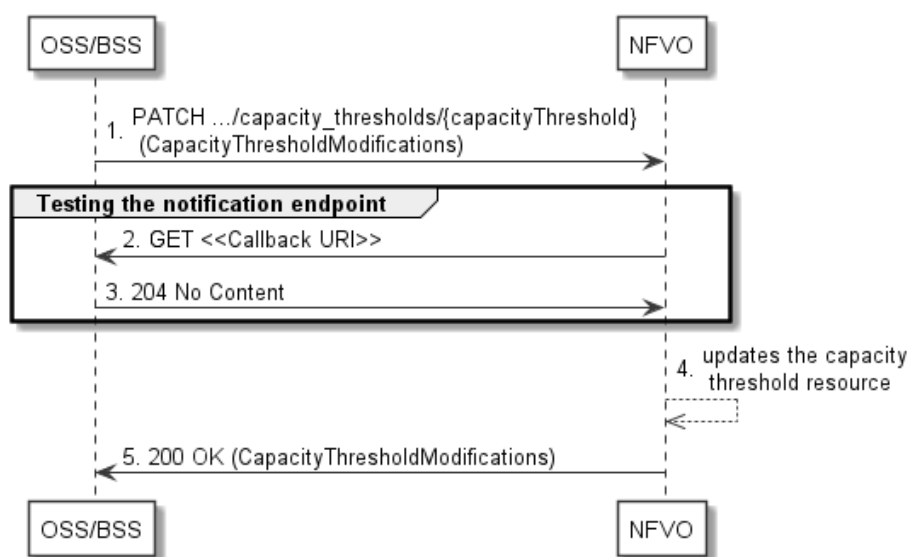 OSS/BSS
NFVO
1. PATCH .../capacity_thresholds/{capacityThreshold}
(CapacityThresholdModifications)
Testing the notification endpoint
2. GET <<Callback URI>>
3. 204 No Content
4. updates the capacity
threshold resource
5. 200 OK (CapacityThresholdModifications)
OSS/BSS
NFVO